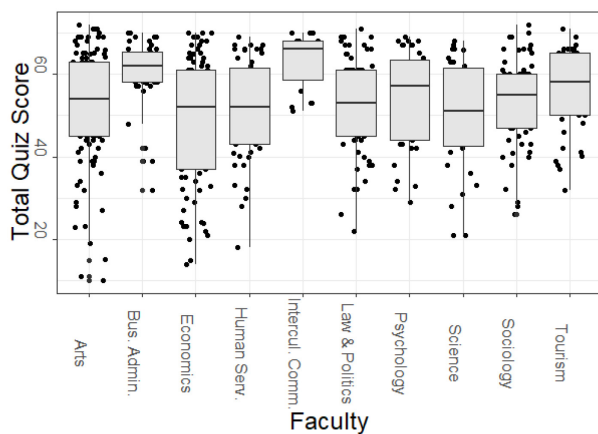 Total Quiz Score
60
40
20
Arts
Bus. Admin.
Economics
Human Serv.
Intercul. Comm.
Law & Politics
Psychology
Science
Sociology
Tourism
Faculty